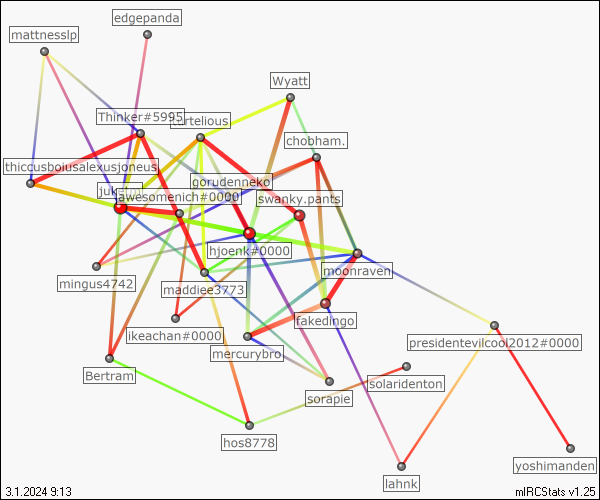 edgepanda
mattnesslp
Wyatt
Thinker#5995
turtelious
chobham.
thiccusboiusalexusjoneus
gorudenneko
awesomenich#0000
swanky.pants
hjoenk#0000
moonraven
mingus4742
maddiee3773
fakedingo
ikeachan#0000
presidentevilcool2012#0000
mercurybro
Bertram
solaridenton
sorapie
hos8778
yoshimanden
lahnk
3.1.2024 9:13
mIRCStats v1.25